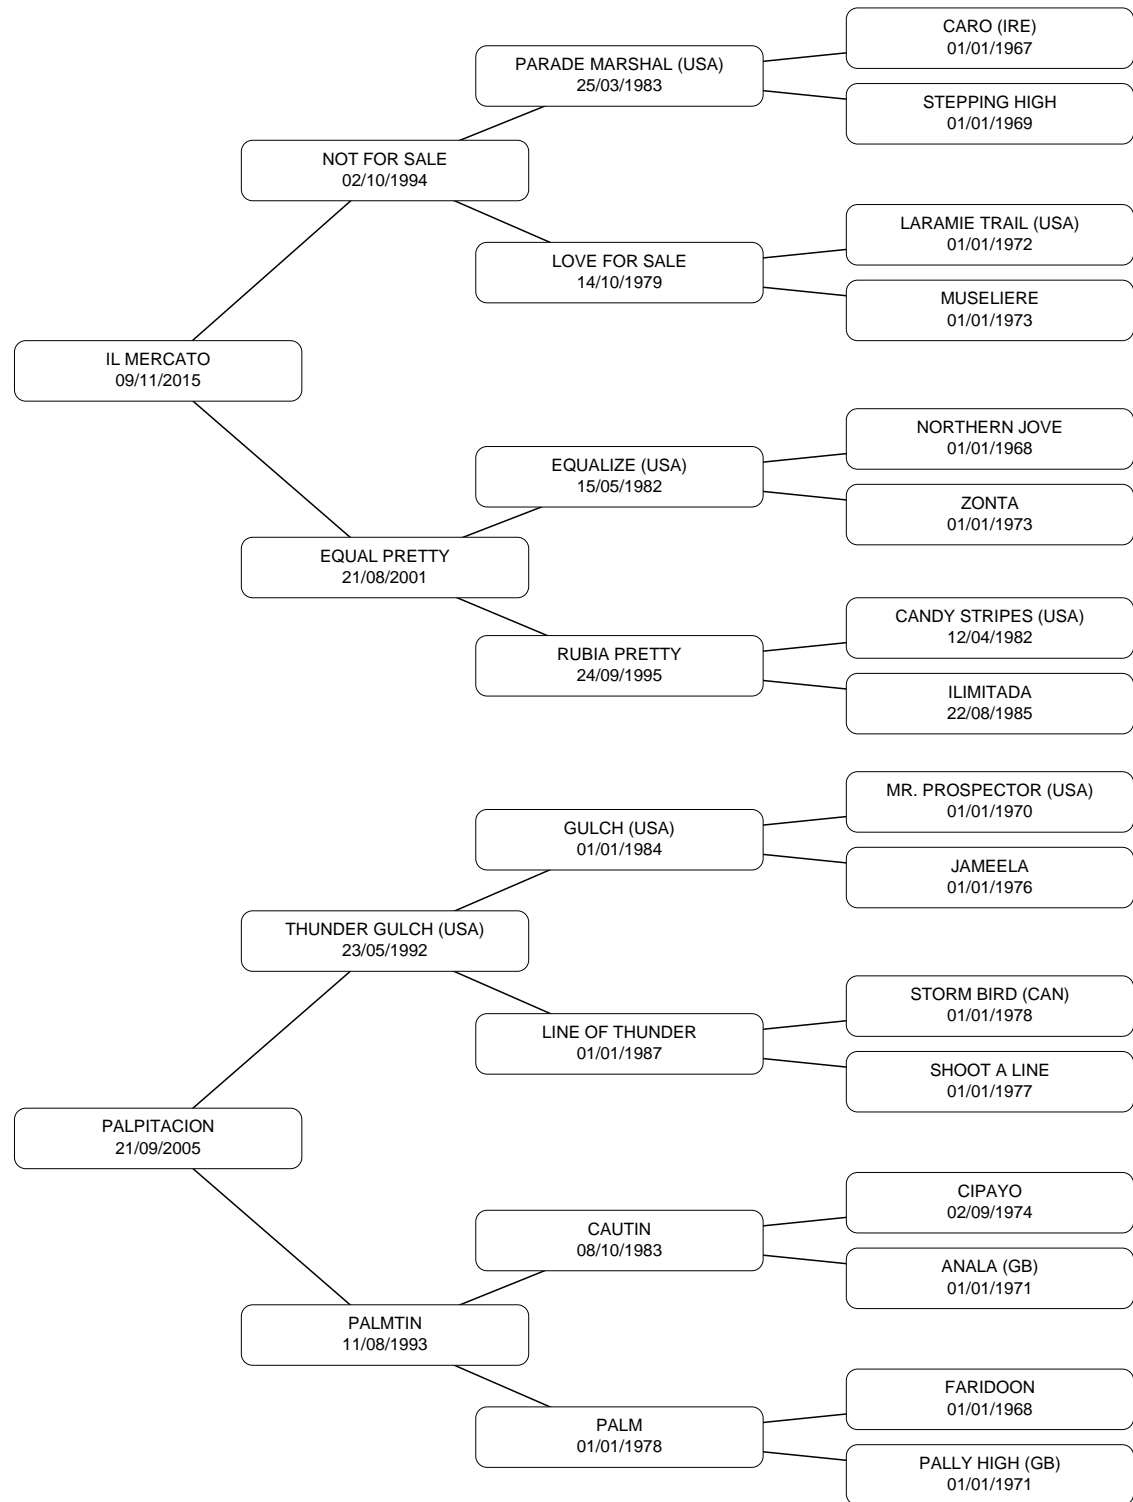 CARO (IRE)
01/01/1967
PARADE MARSHAL (USA)
25/03/1983
STEPPING HIGH
01/01/1969
NOT FOR SALE
02/10/1994
LARAMIE TRAIL (USA)
01/01/1972
LOVE FOR SALE
14/10/1979
MUSELIERE
01/01/1973
IL MERCATO
09/11/2015
NORTHERN JOVE
01/01/1968
EQUALIZE (USA)
15/05/1982
ZONTA
01/01/1973
EQUAL PRETTY
21/08/2001
CANDY STRIPES (USA)
12/04/1982
RUBIA PRETTY
24/09/1995
ILIMITADA
22/08/1985
MR. PROSPECTOR (USA)
01/01/1970
GULCH (USA)
01/01/1984
JAMEELA
01/01/1976
THUNDER GULCH (USA)
23/05/1992
STORM BIRD (CAN)
01/01/1978
LINE OF THUNDER
01/01/1987
SHOOT A LINE
01/01/1977
PALPITACION
21/09/2005
CIPAYO
02/09/1974
CAUTIN
08/10/1983
ANALA (GB)
01/01/1971
PALMTIN
11/08/1993
FARIDOON
01/01/1968
PALM
01/01/1978
PALLY HIGH (GB)
01/01/1971